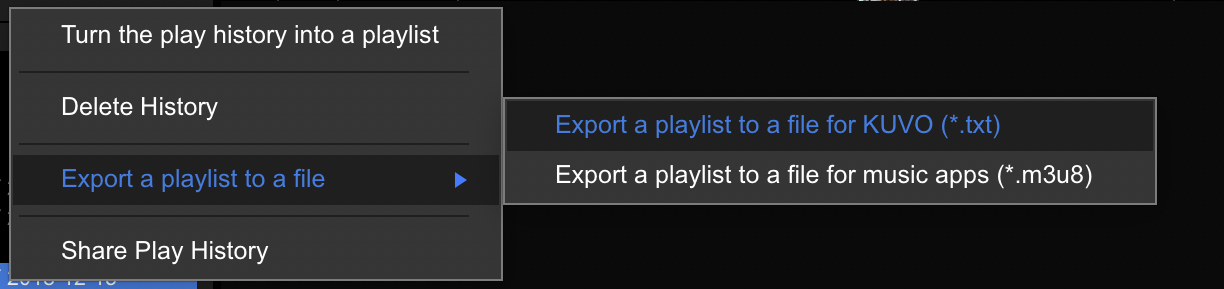 Turn the play history into a playlist
Delete History
Export a playlist to a file
Export a playlist to a file for KUVO (*.txt)
Export a playlist to a file for music apps (*.m3u8)
Share Play History